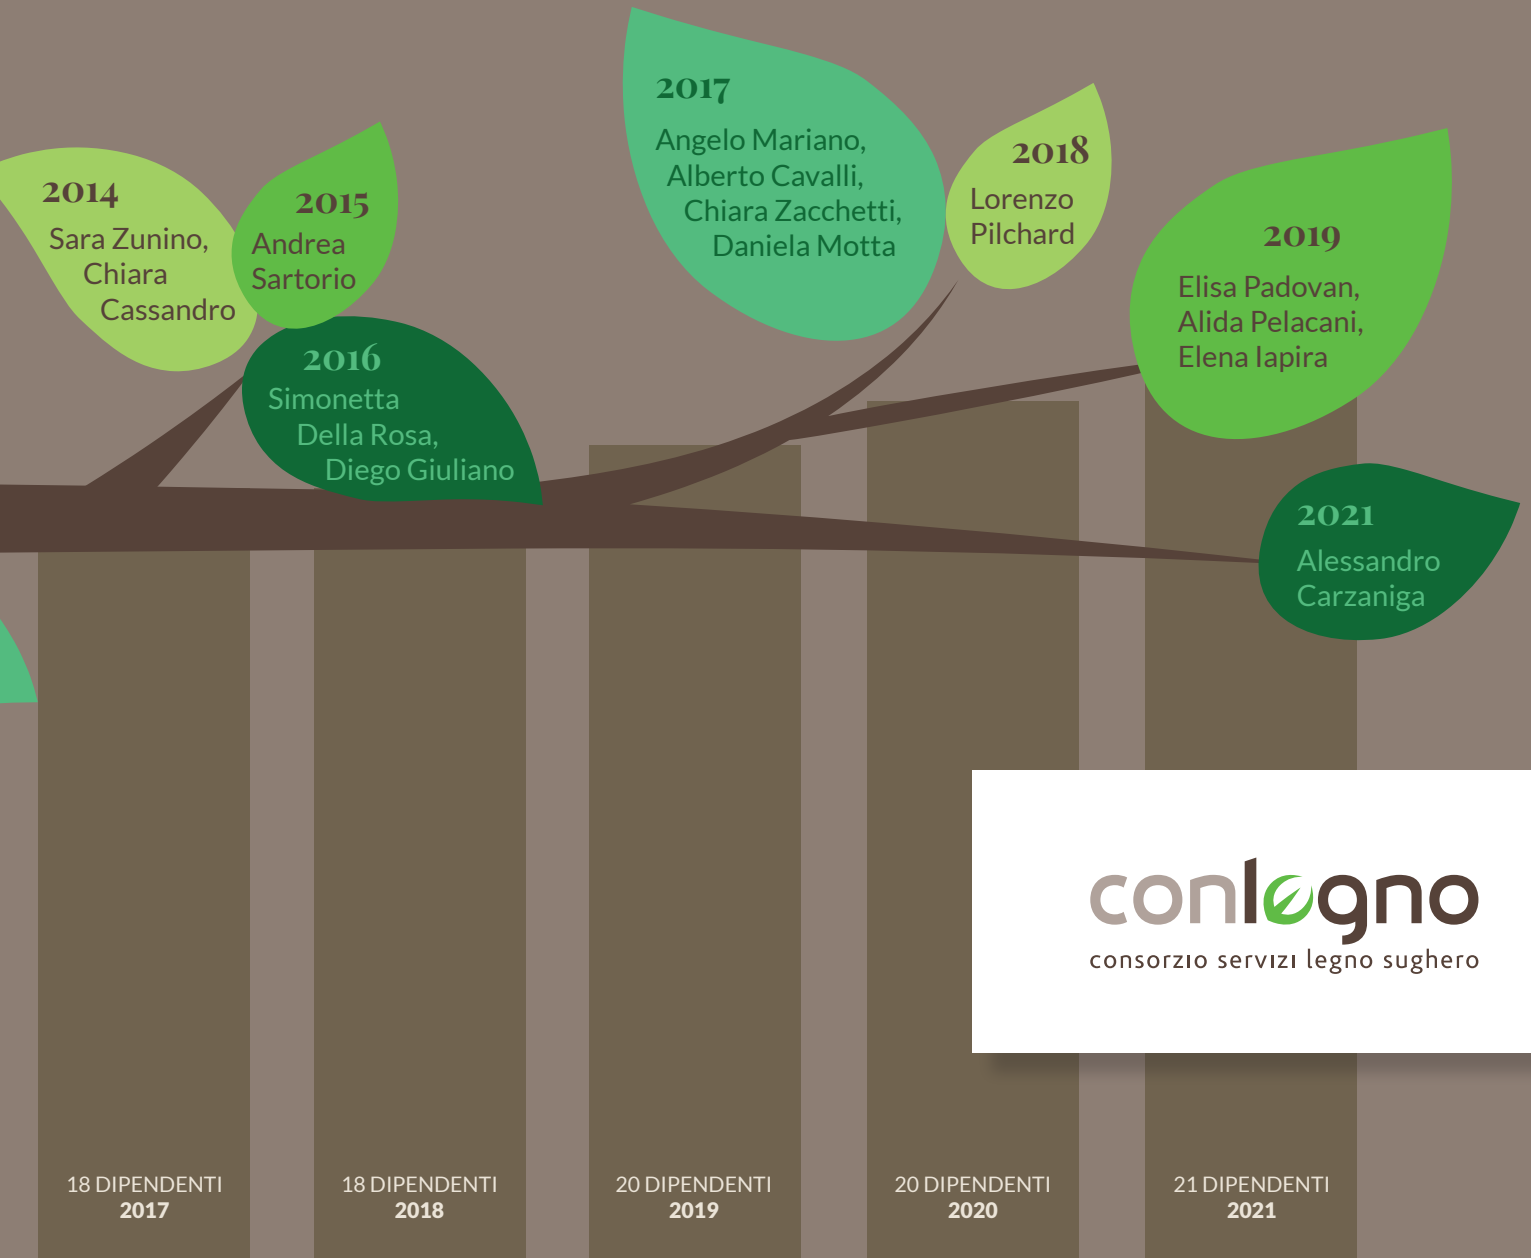 2014
Sara Zunino,
Chiara
Cassandro
2015
Andrea
Sartorio
2016
Simonetta
Della Rosa,
Diego Giuliano
2017
Angelo Mariano,
Alberto Cavalli,
Chiara Zacchetti,
Daniela Motta
2018
Lorenzo
Pilchard
2019
Elisa Padovan,
Alida Pelacani,
Elena Iapira
2021
Alessandro
Carzaniga
conlegno
consorzio servizi legno sughero
18 DIPENDENTI
2017
18 DIPENDENTI
2018
20 DIPENDENTI
2019
20 DIPENDENTI
2020
21 DIPENDENTI
2021